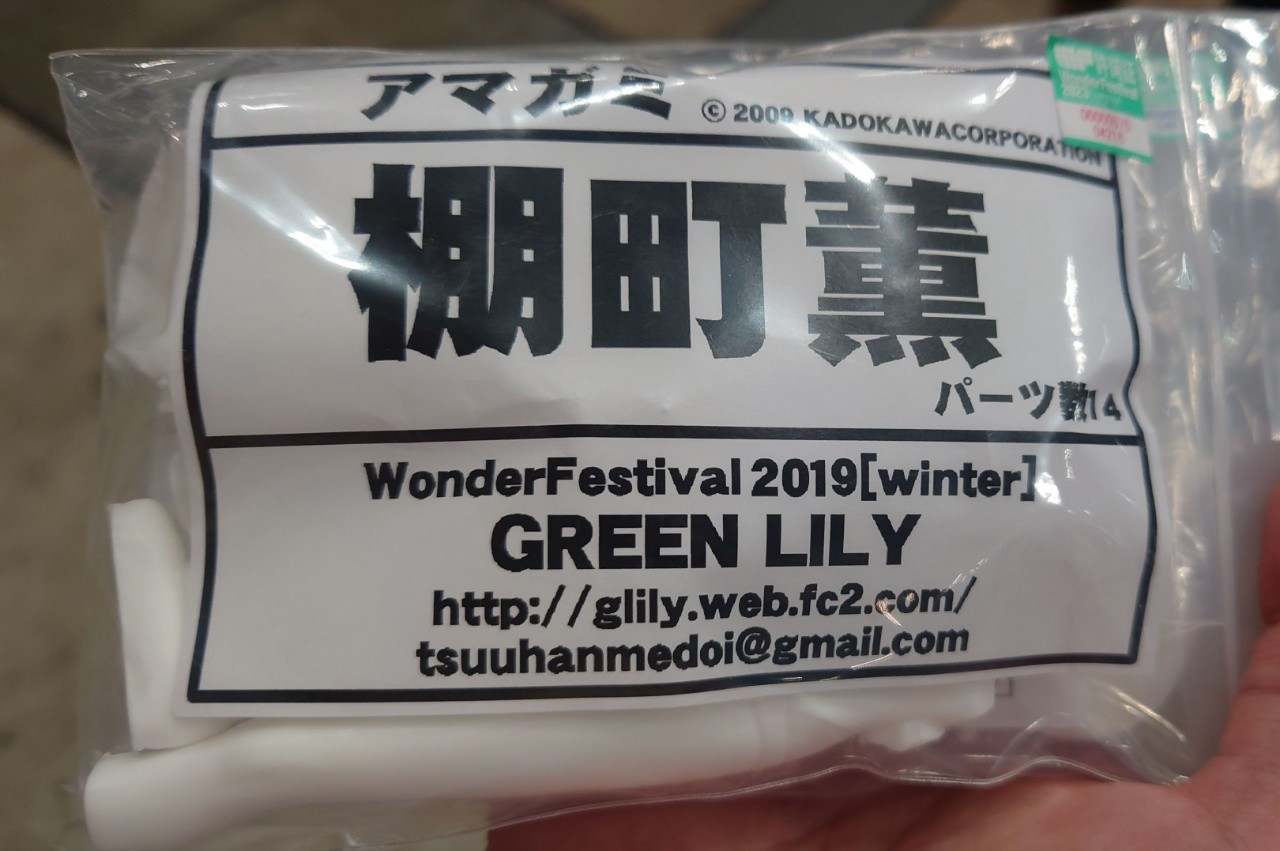 アマガミ
© 2009 KADOKAWACORPORATION
棚町薫
パーツ数14
WonderFestival 2019[winter]
GREEN LILY
http://glily.web.fc2.com/
tsuuhanmedoi@gmail.com